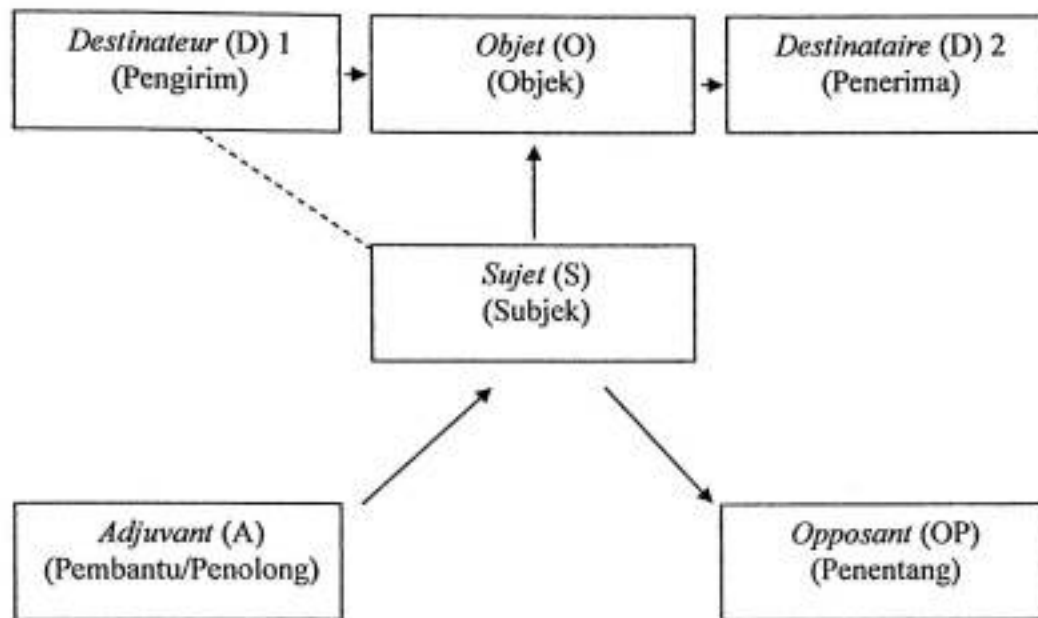 Destinateur (D) 1
(Pengirim)
Objet (O)
(Objek)
Destinataire (D) 2
(Penerima)
Sujet (S)
(Subjek)
Adjuvant (A)
(Pembantu/Penolong)
Opposant (OP)
(Penentang)